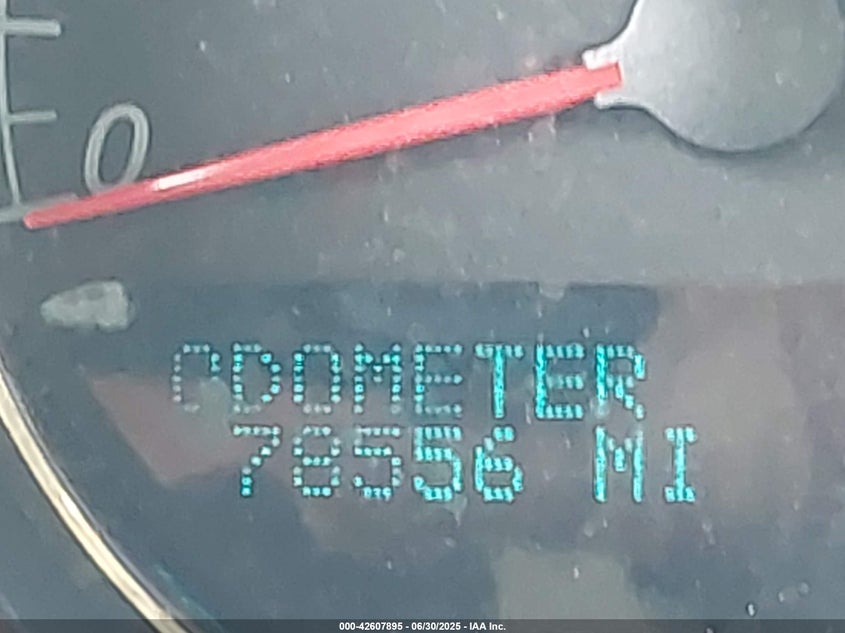 0
ODOMETER
78556 MI
000-42607895 - 06/30/2025 - IAA Inc.